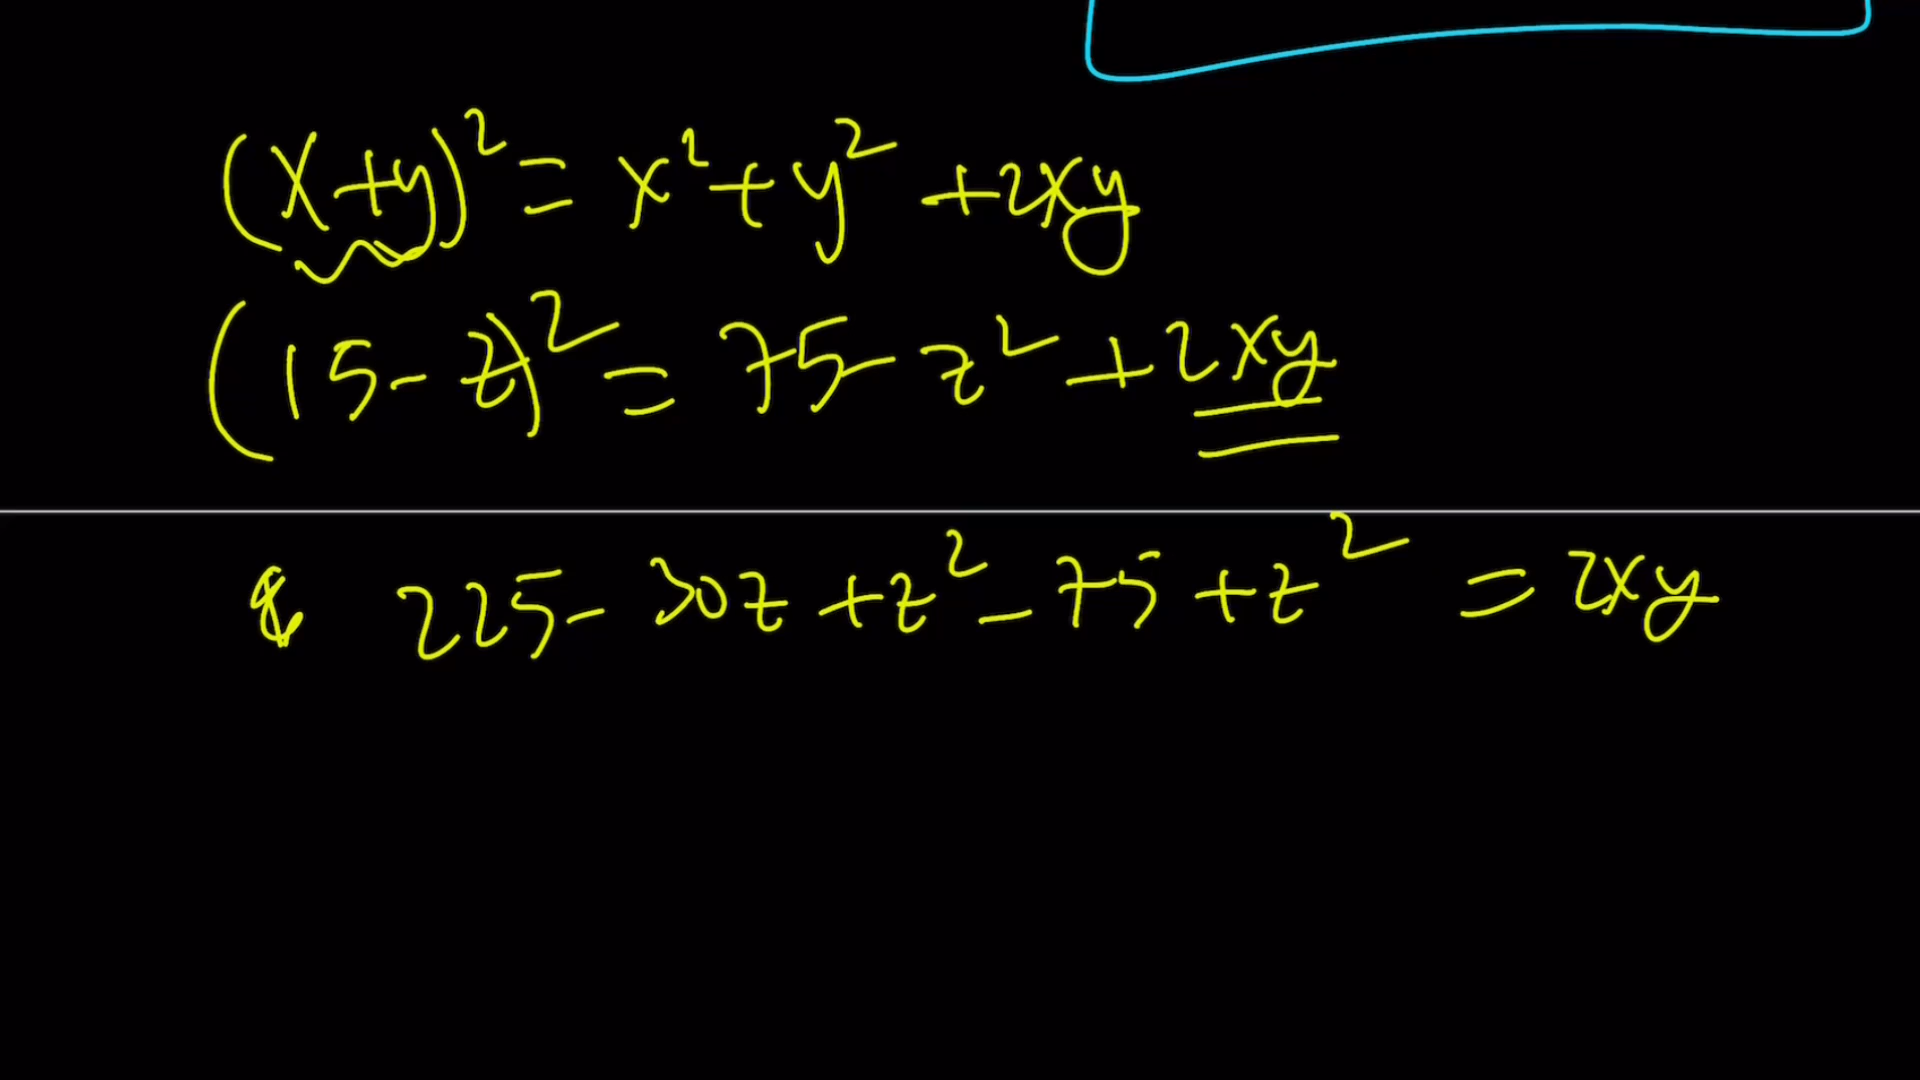 (x+y)² = x² + y² + 2xy
(15 - z)² = 75 - z² + 2xy
225 - 30z + z² - 75 + z² = 2xy